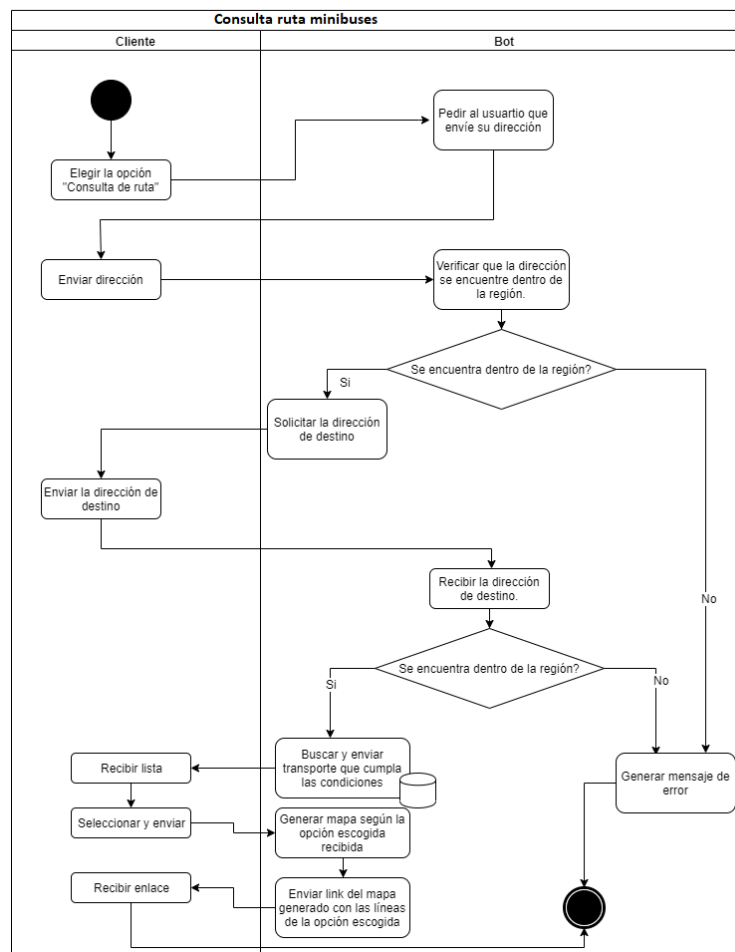 Consulta ruta minibuses
Cliente
Bot
Pedir al usuartio que
envíe su dirección
Elegir la opción
"Consulta de ruta"
Enviar dirección
Verificar que la dirección
se encuentre dentro de
la región.
Se encuentra dentro de la región?
Si
Solicitar la dirección
de destino
Enviar la dirección de
destino
Recibir la dirección
de destino.
No
Se encuentra dentro de la región?
Si
No
Buscar y enviar
transporte que cumpla
las condiciones
Recibir lista
Generar mensaje de
error
Seleccionar y enviar
Generar mapa según la
opción escogida
recibida
Recibir enlace
Enviar link del mapa
generado con las líneas
de la opción escogida